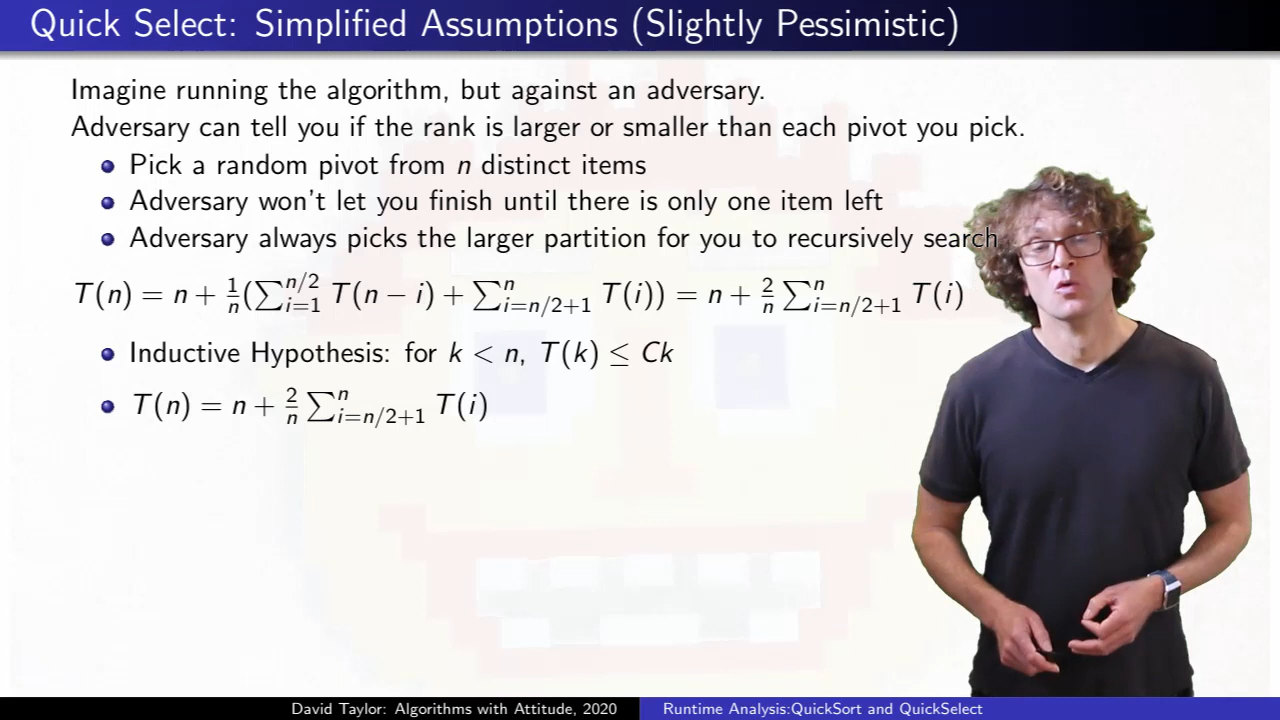 Quick Select: Simplified Assumptions (Slightly Pessimistic)
Imagine running the algorithm, but against an adversary.
Adversary can tell you if the rank is larger or smaller than each pivot you pick.
Pick a random pivot from n distinct items
Adversary won't let you finish until there is only one item left
Adversary always picks the larger partition for you to recursively search
T(n) = n + 1/n(∑_{i=1}^{n/2} T(n − i) + ∑_{i=n/2+1}^{n} T(i)) = n + 2/n ∑_{i=n/2+1}^{n} T(i)
Inductive Hypothesis: for k < n, T(k) ≤ Ck
T(n) = n + 2/n ∑_{i=n/2+1}^{n} T(i)
David Taylor: Algorithms with Attitude, 2020 Runtime Analysis:QuickSort and QuickSelect